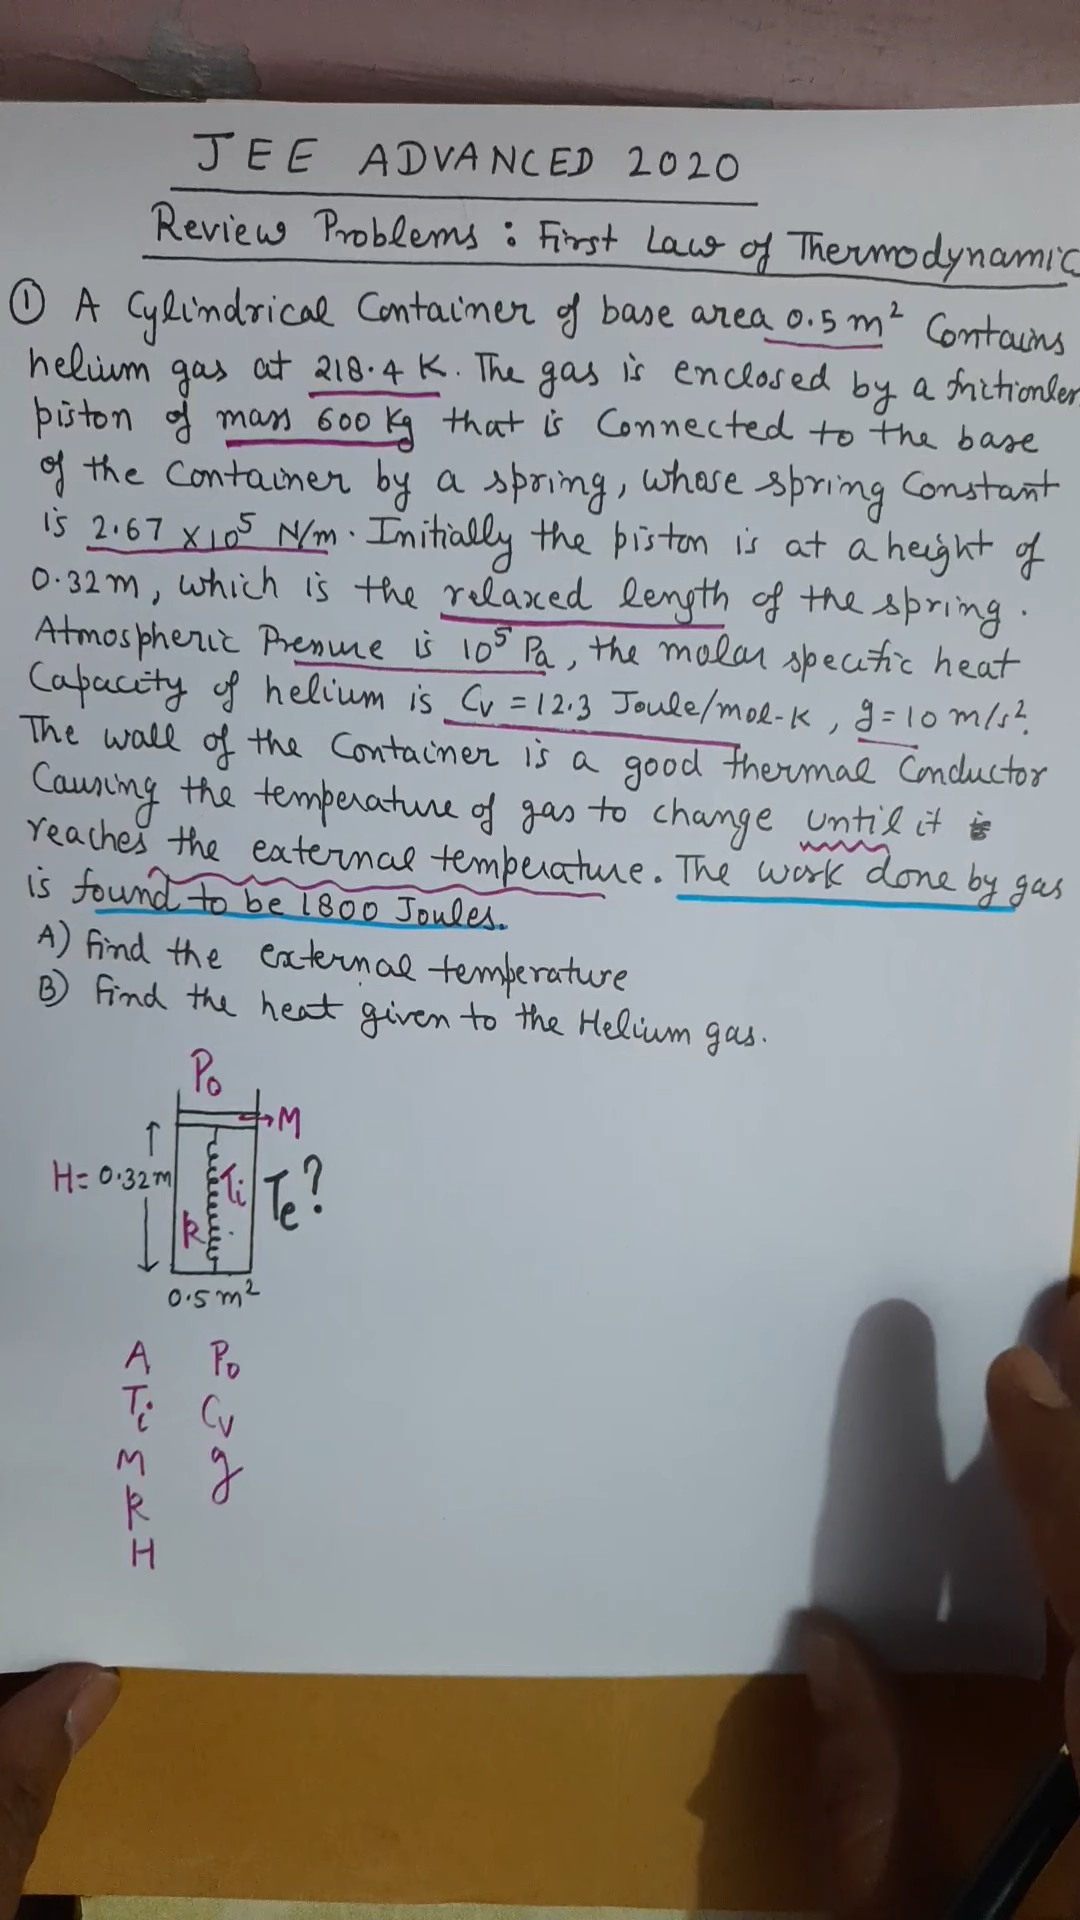 JEE ADVANCED 2020
Review Problems : First Law of Thermodynamic
① A Cylindrical Container of base area 0.5 m² Contains
helium gas at 218.4 K. The gas is enclosed by a frictionles
piston of mass 600 Kg that is Connected to the base
of the Container by a spring, whose spring Constant
is 2.67 x10⁵ N/m. Initially the piston is at a height of
0.32m, which is the relaxed length of the spring.
Atmospheric Pressure is 10⁵ Pa, the molar specific heat
Capacity of helium is Cv = 12.3 Joule/mol-K, g = 10 m/s².
The wall of the Container is a good thermal Conductor
Causing the temperature of gas to change until it is
reaches the external temperature. The work done by gas
is found to be 1800 Joules.
A) Find the external temperature
B) Find the heat given to the Helium gas.
P₀
→M
H= 0.32m
Ti
Te?
k
0.5 m²
A P₀
Ti Cv
M g
k
H